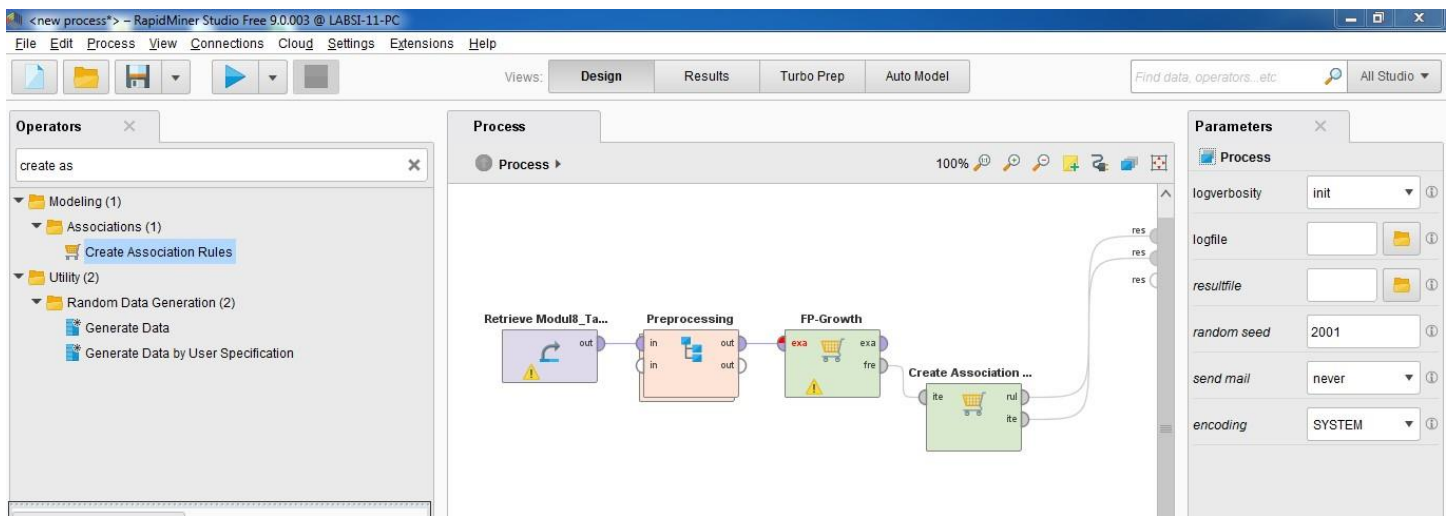 <new process*> – RapidMiner Studio Free 9.0.003 @ LABSI-11-PC
File Edit Process View Connections Cloud Settings Extensions Help
Views: Design Results Turbo Prep Auto Model
Find data, operators...etc
All Studio
Operators
create as
Modeling (1)
Associations (1)
Create Association Rules
Utility (2)
Random Data Generation (2)
Generate Data
Generate Data by User Specification
Process
Process
100%
res
res
res
Retrieve Modul8_Ta...
out
Preprocessing
in out
in out
FP-Growth
exa exa
fre
Create Association ...
ite rul
ite
Parameters
Process
logverbosity init
logfile
resultfile
random seed 2001
send mail never
encoding SYSTEM